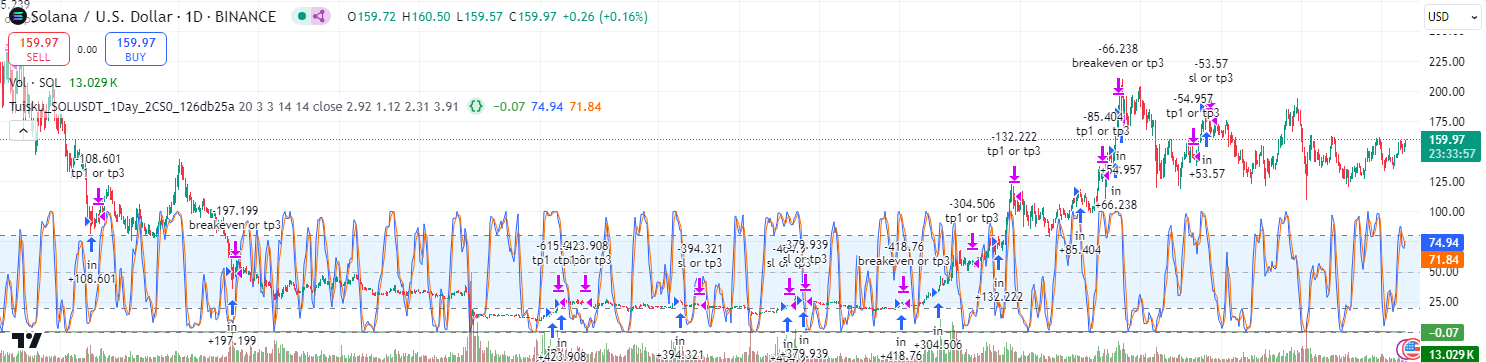 Solana / U.S. Dollar · 1D · BINANCE
O159.72 H160.50 L159.57 C159.97 +0.26 (+0.16%)
USD
159.97
SELL
0.00
159.97
BUY
Vol · SOL 13.029 K
Tuisku_SOLUSDT_1Day_2CS0_126db25a 20 3 3 14 14 close 2.92 1.12 2.31 3.91 −0.07 74.94 71.84
-108.601
tp1 or tp3
in
+108.601
-197.199
breakeven or tp3
in
+197.199
-423.908
or tp3
+423.908
-394.321
sl or tp3
in
+394.321
-379.939
sl or tp3
in
+379.939
-418.76
breakeven or tp3
in
+418.76
-304.506
tp1 or tp3
in
+304.506
-132.222
tp1 or tp3
in
+132.222
in
+85.404
-85.404
tp1 or tp3
in
+66.238
-66.238
breakeven or tp3
in
+54.957
-54.957
tp1 or tp3
-53.57
sl or tp3
in
+53.57
225.00
200.00
175.00
159.97
23:33:57
125.00
100.00
74.94
71.84
50.00
25.00
−0.07
13.029 K